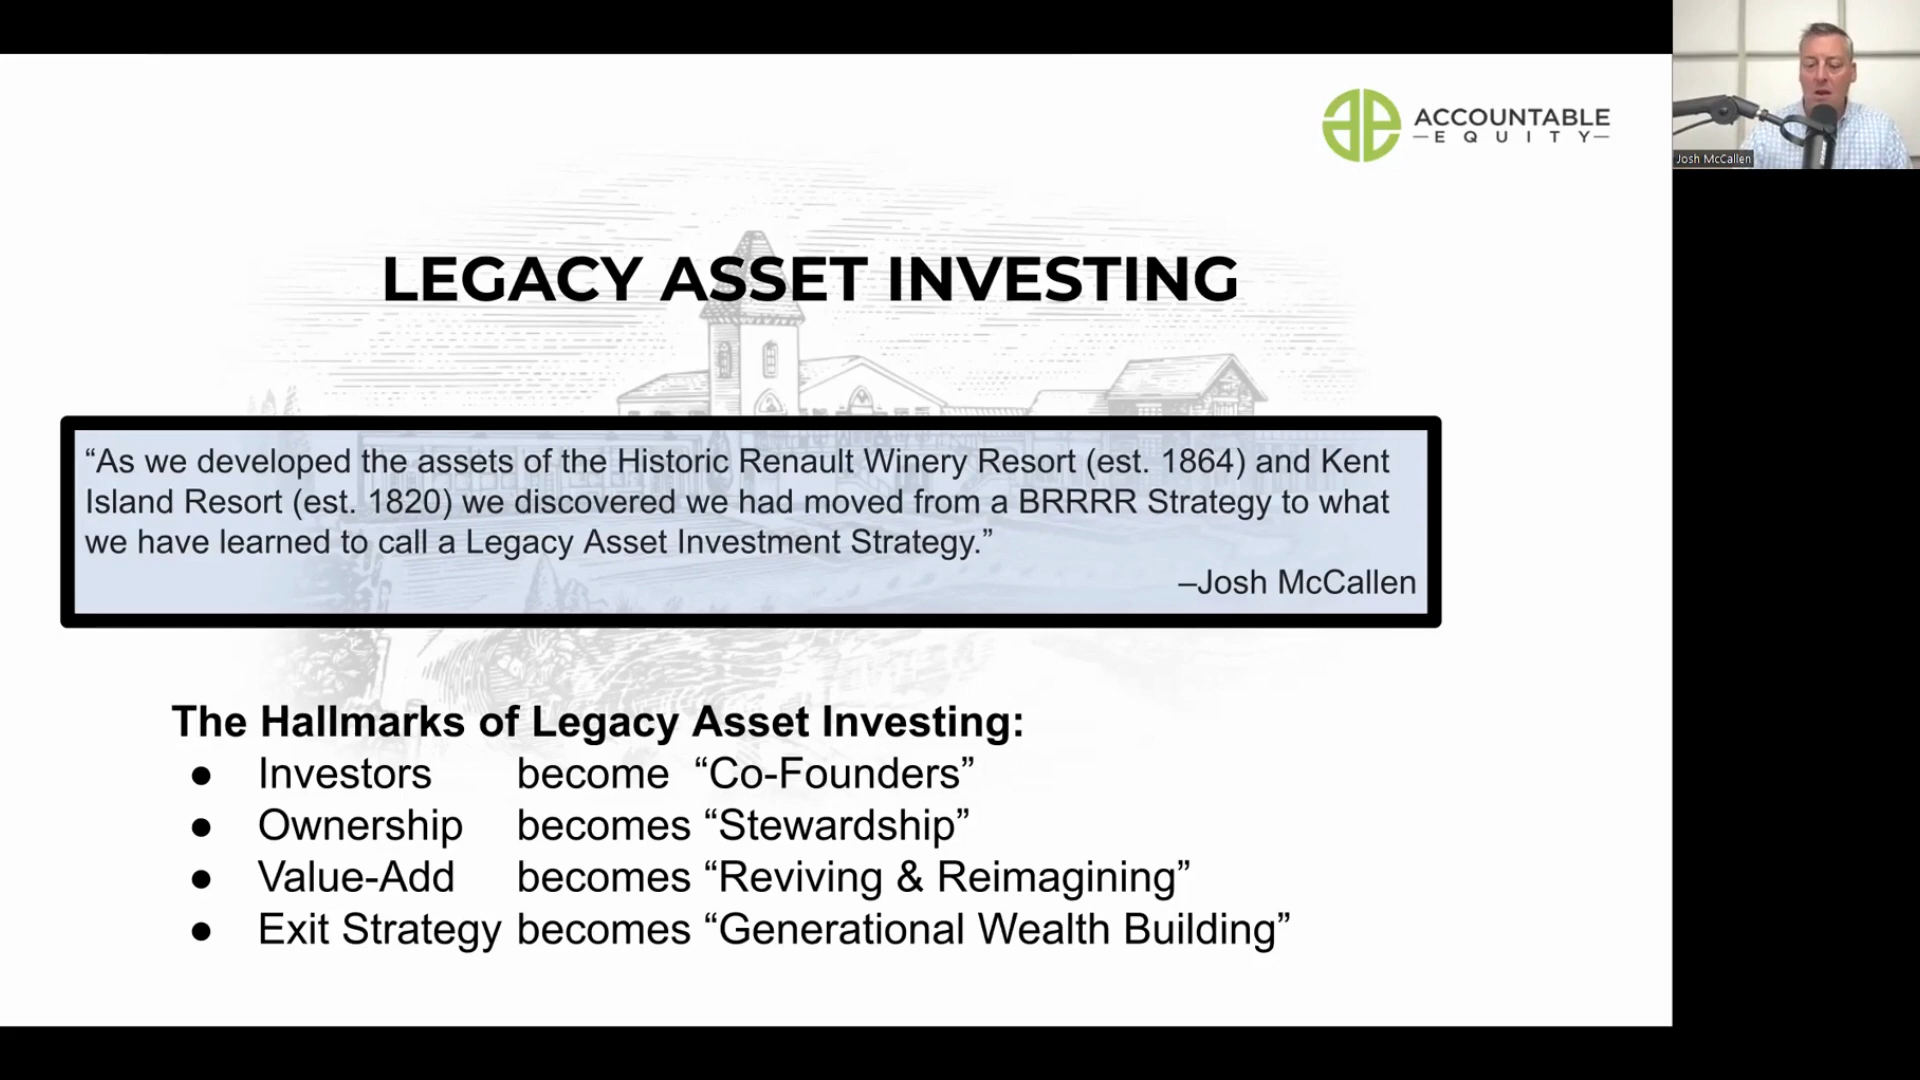 ACCOUNTABLE
EQUITY
Josh McCallen
LEGACY ASSET INVESTING
“As we developed the assets of the Historic Renault Winery Resort (est. 1864) and Kent
Island Resort (est. 1820) we discovered we had moved from a BRRRR Strategy to what
we have learned to call a Legacy Asset Investment Strategy.”
–Josh McCallen
The Hallmarks of Legacy Asset Investing:
● Investors become “Co-Founders”
● Ownership becomes “Stewardship”
● Value-Add becomes “Reviving & Reimagining”
● Exit Strategy becomes “Generational Wealth Building”